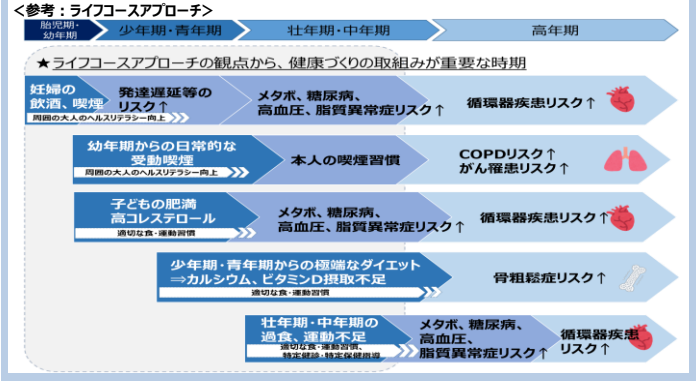 <参考：ライフコースアプローチ>
胎児期・
幼年期
少年期・青年期
壮年期・中年期
高年期
★ライフコースアプローチの観点から、健康づくりの取組みが重要な時期
妊婦の
飲酒、喫煙
周囲の大人のヘルスリテラシー向上
発達遅延等の
リスク↑
メタボ、糖尿病、
高血圧、脂質異常症リスク↑
循環器疾患リスク↑
幼年期からの日常的な
受動喫煙
周囲の大人のヘルスリテラシー向上
本人の喫煙習慣
COPDリスク↑
がん罹患リスク↑
子どもの肥満
高コレステロール
適切な食・運動習慣
メタボ、糖尿病、
高血圧、脂質異常症リスク↑
循環器疾患リスク↑
少年期・青年期からの極端なダイエット
⇒カルシウム、ビタミンD摂取不足
適切な食・運動習慣
骨粗鬆症リスク↑
壮年期・中年期の
過食、運動不足
適切な食・運動習慣、
特定健診・特定保健指導
メタボ、糖尿病、
高血圧、
脂質異常症リスク↑
循環器疾患
リスク↑